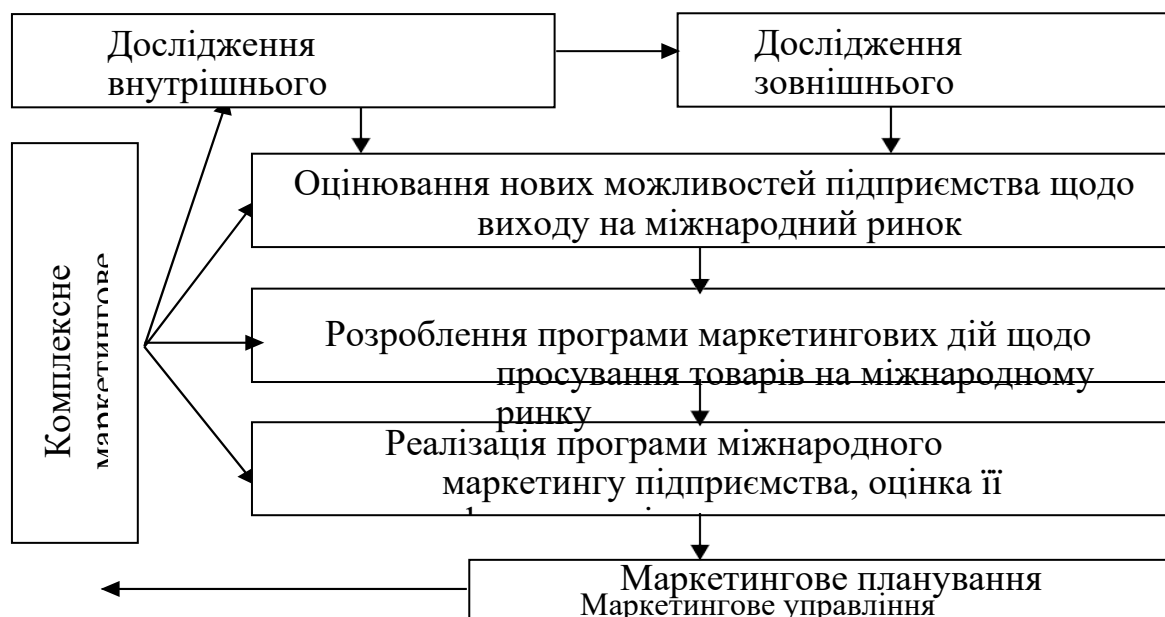 Дослідження
внутрішнього
Дослідження
зовнішнього
Комплексне
маркетингове
Оцінювання нових можливостей підприємства щодо
виходу на міжнародний ринок
Розроблення програми маркетингових дій щодо
просування товарів на міжнародному
ринку
Реалізація програми міжнародного
маркетингу підприємства, оцінка її
Маркетингове планування
Маркетингове управління